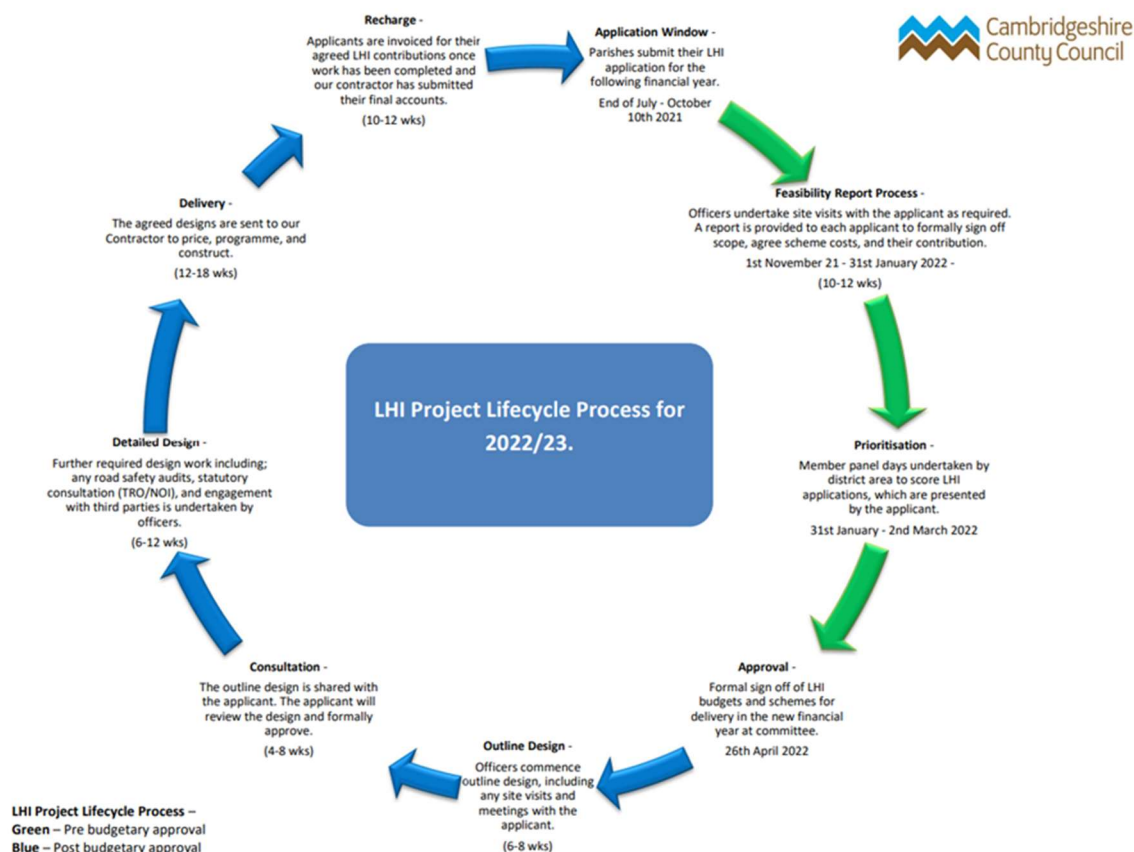 Cambridgeshire
County Council
Recharge -
Applicants are invoiced for their
agreed LHI contributions once
work has been completed and
our contractor has submitted
their final accounts.
(10-12 wks)
Application Window -
Parishes submit their LHI
application for the
following financial year.
End of July - October
10th 2021
Feasibility Report Process -
Officers undertake site visits with the applicant as required.
A report is provided to each applicant to formally sign off
scope, agree scheme costs, and their contribution.
1st November 21 - 31st January 2022 -
(10-12 wks)
Prioritisation -
Member panel days undertaken by
district area to score LHI
applications, which are presented
by the applicant.
31st January - 2nd March 2022
Approval -
Formal sign off of LHI
budgets and schemes for
delivery in the new financial
year at committee.
26th April 2022
Outline Design -
Officers commence
outline design, including
any site visits and
meetings with the
applicant.
(6-8 wks)
Consultation -
The outline design is shared with
the applicant. The applicant will
review the design and formally
approve.
(4-8 wks)
Detailed Design -
Further required design work including;
any road safety audits, statutory
consultation (TRO/NOI), and engagement
with third parties is undertaken by
officers.
(6-12 wks)
Delivery -
The agreed designs are sent to our
Contractor to price, programme, and
construct.
(12-18 wks)
LHI Project Lifecycle Process for
2022/23.
LHI Project Lifecycle Process –
Green – Pre budgetary approval
Blue – Post budgetary approval